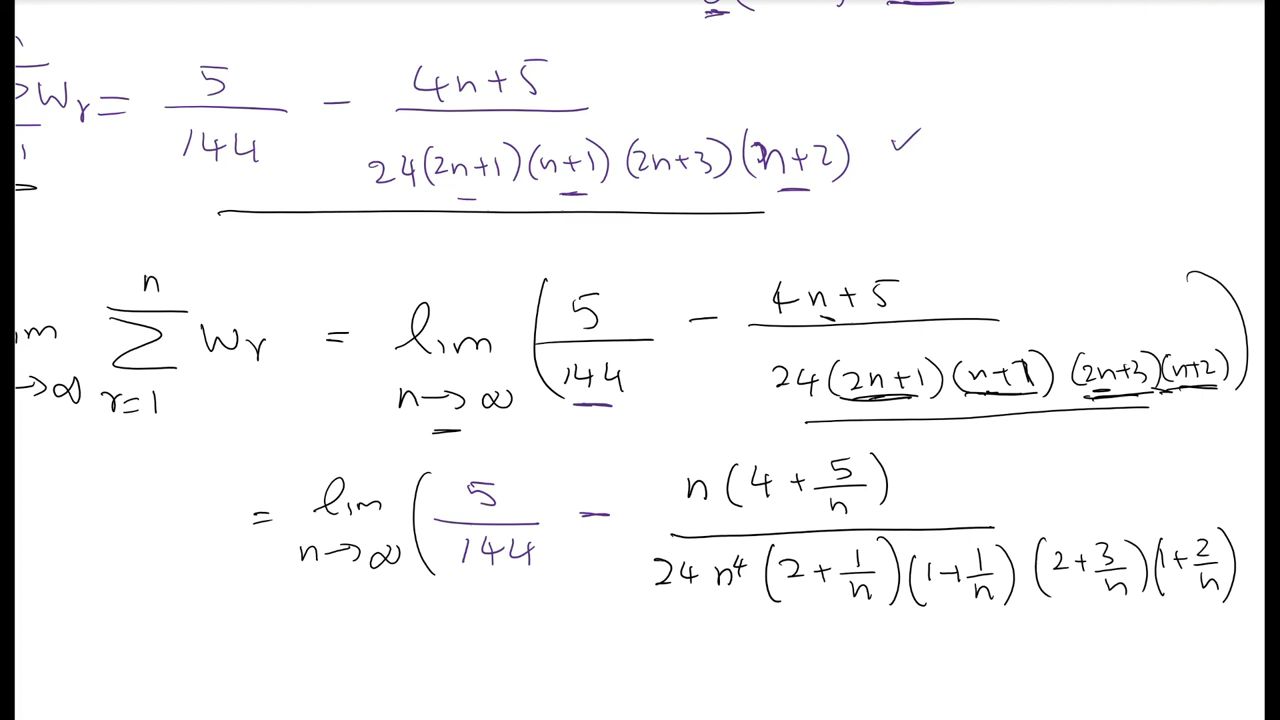 ∑_{1} W_r = 5/144 − (4n+5)/(24(2n+1)(n+1)(2n+3)(n+2)) ✓
lim_{n→∞} ∑_{r=1}^{n} W_r = lim_{n→∞} (5/144 − (4n+5)/(24(2n+1)(n+1)(2n+3)(n+2)))
= lim_{n→∞} (5/144 − n(4+5/n)/(24n⁴(2+1/n)(1+1/n)(2+3/n)(1+2/n)